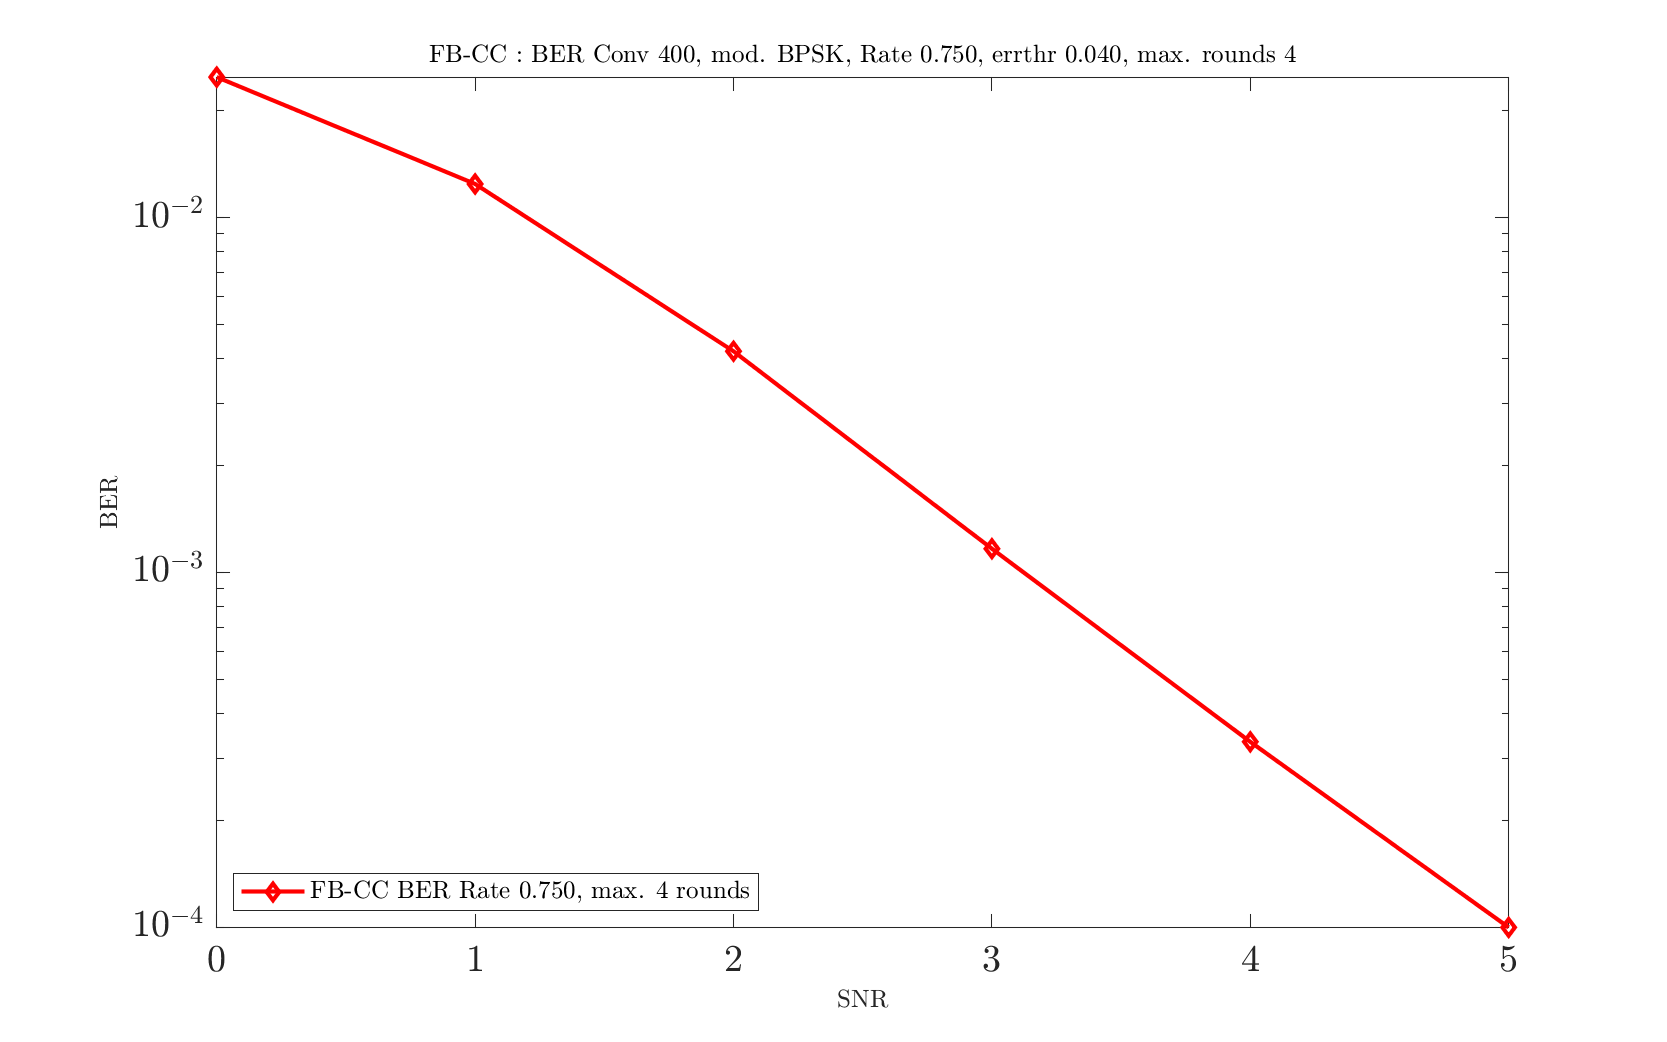 FB-CC : BER Conv 400, mod. BPSK, Rate 0.750, errthr 0.040, max. rounds 4
10⁻²
BER
10⁻³
FB-CC BER Rate 0.750, max. 4 rounds
10⁻⁴
0 1 2 3 4 5
SNR